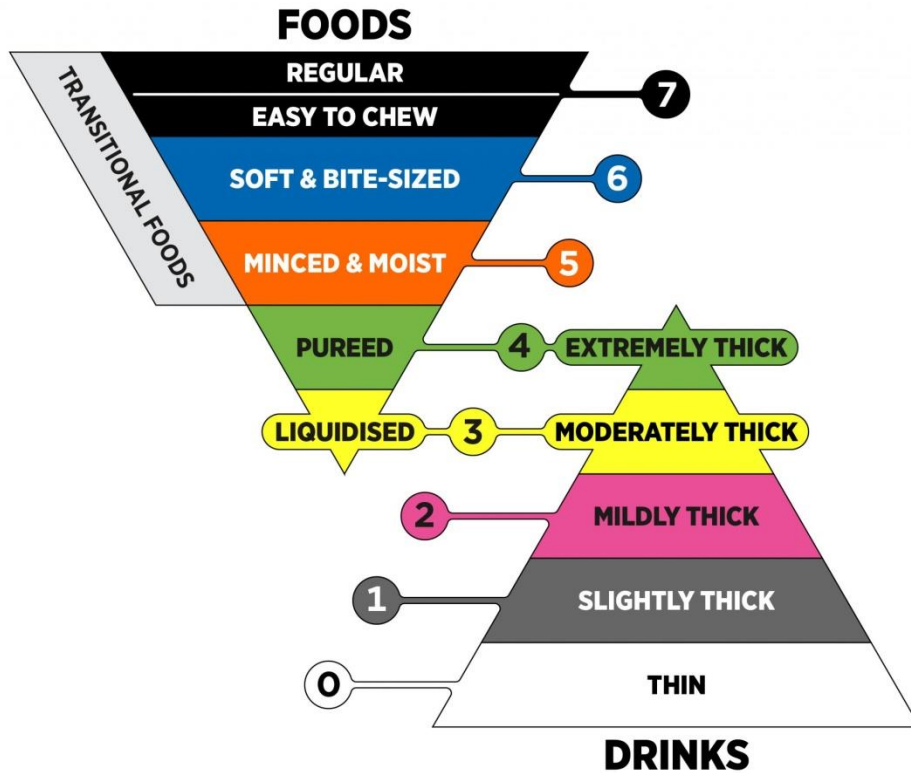 FOODS
TRANSITIONAL FOODS
REGULAR
7
EASY TO CHEW
SOFT & BITE-SIZED
6
MINCED & MOIST
5
PUREED
4
EXTREMELY THICK
LIQUIDISED
3
MODERATELY THICK
2
MILDLY THICK
1
SLIGHTLY THICK
0
THIN
DRINKS